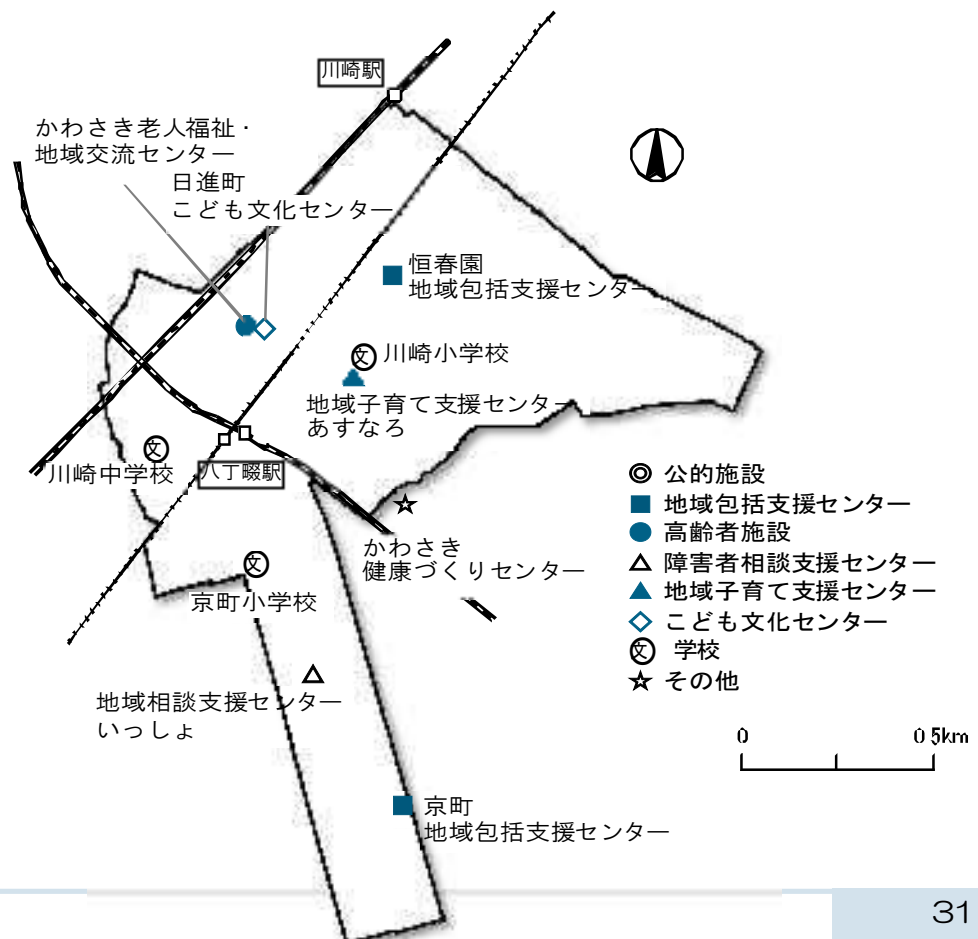 川崎駅
かわさき老人福祉・
地域交流センター
日進町
こども文化センター
恒春園
地域包括支援センター
文
川崎小学校
地域子育て支援センター
あすなろ
文
川崎中学校
八丁畷駅
かわさき
健康づくりセンター
文
京町小学校
地域相談支援センター
いっしょ
京町
地域包括支援センター
公的施設
地域包括支援センター
高齢者施設
障害者相談支援センター
地域子育て支援センター
こども文化センター
文 学校
その他
0 0.5km
31